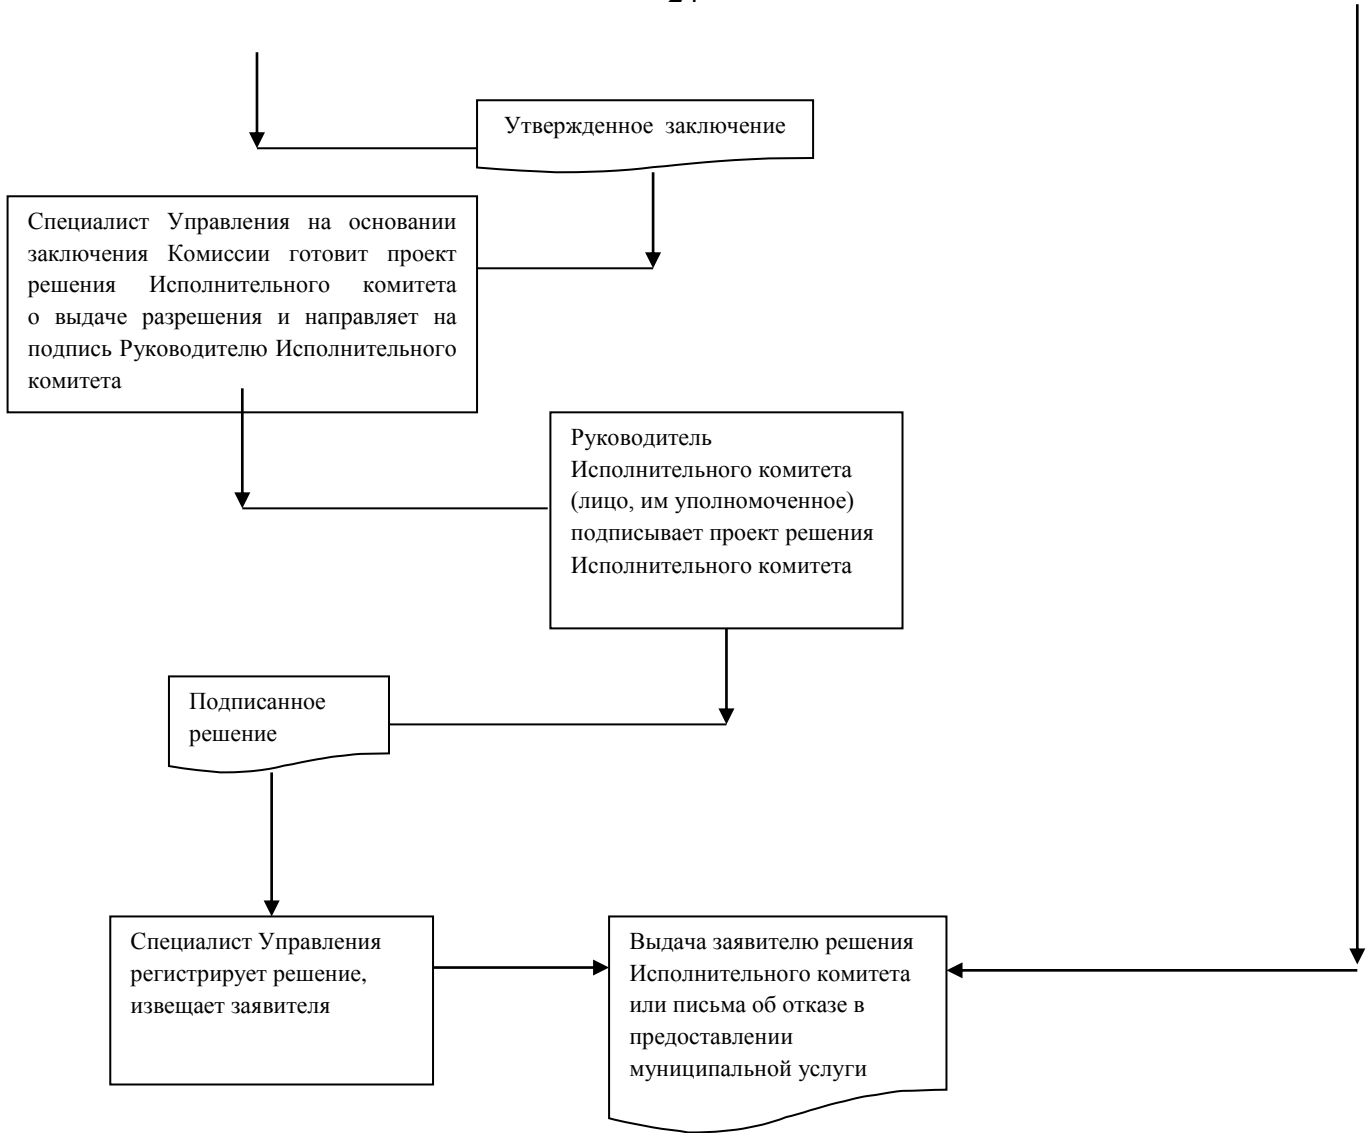 Утвержденное заключение
Специалист Управления на основании
заключения Комиссии готовит проект
решения Исполнительного комитета
о выдаче разрешения и направляет на
подпись Руководителю Исполнительного
комитета
Руководитель
Исполнительного комитета
(лицо, им уполномоченное)
подписывает проект решения
Исполнительного комитета
Подписанное
решение
Специалист Управления
регистрирует решение,
извещает заявителя
Выдача заявителю решения
Исполнительного комитета
или письма об отказе в
предоставлении
муниципальной услуги